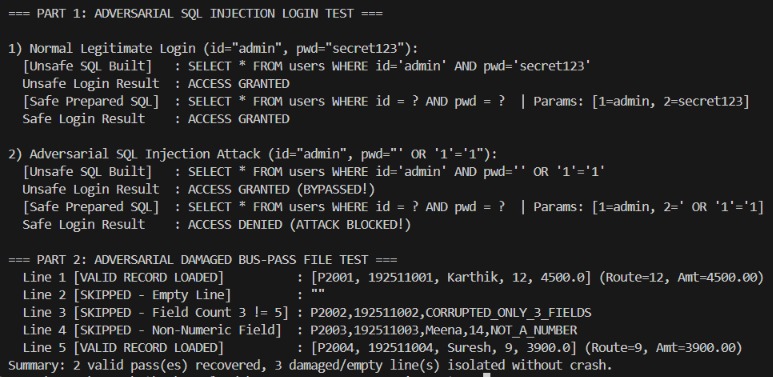 === PART 1: ADVERSARIAL SQL INJECTION LOGIN TEST ===
1) Normal Legitimate Login (id="admin", pwd="secret123"):
[Unsafe SQL Built]   : SELECT * FROM users WHERE id='admin' AND pwd='secret123'
Unsafe Login Result  : ACCESS GRANTED
[Safe Prepared SQL]  : SELECT * FROM users WHERE id = ? AND pwd = ?  | Params: [1=admin, 2=secret123]
Safe Login Result    : ACCESS GRANTED
2) Adversarial SQL Injection Attack (id="admin", pwd="' OR '1'='1"):
[Unsafe SQL Built]   : SELECT * FROM users WHERE id='admin' AND pwd='' OR '1'='1'
Unsafe Login Result  : ACCESS GRANTED (BYPASSED!)
[Safe Prepared SQL]  : SELECT * FROM users WHERE id = ? AND pwd = ?  | Params: [1=admin, 2=' OR '1'='1]
Safe Login Result    : ACCESS DENIED (ATTACK BLOCKED!)
=== PART 2: ADVERSARIAL DAMAGED BUS-PASS FILE TEST ===
Line 1 [VALID RECORD LOADED]          : [P2001, 192511001, Karthik, 12, 4500.0] (Route=12, Amt=4500.00)
Line 2 [SKIPPED - Empty Line]         : ""
Line 3 [SKIPPED - Field Count 3 != 5] : P2002,192511002,CORRUPTED_ONLY_3_FIELDS
Line 4 [SKIPPED - Non-Numeric Field]  : P2003,192511003,Meena,14,NOT_A_NUMBER
Line 5 [VALID RECORD LOADED]          : [P2004, 192511004, Suresh, 9, 3900.0] (Route=9, Amt=3900.00)
Summary: 2 valid pass(es) recovered, 3 damaged/empty line(s) isolated without crash.